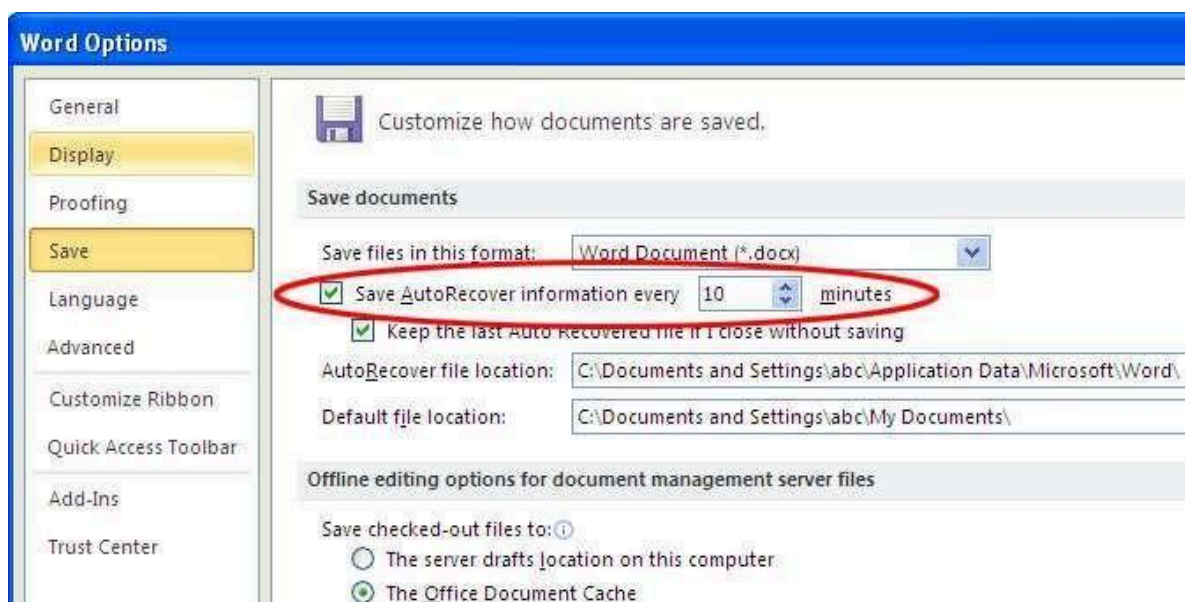 Word Options
General
Display
Proofing
Save
Language
Advanced
Customize Ribbon
Quick Access Toolbar
Add-Ins
Trust Center
Customize how documents are saved.
Save documents
Save files in this format: Word Document (*.docx)
Save AutoRecover information every 10 minutes
Keep the last Auto Recovered file if I close without saving
AutoRecover file location: C:\Documents and Settings\abc\Application Data\Microsoft\Word\
Default file location: C:\Documents and Settings\abc\My Documents\
Offline editing options for document management server files
Save checked-out files to:
The server drafts location on this computer
The Office Document Cache